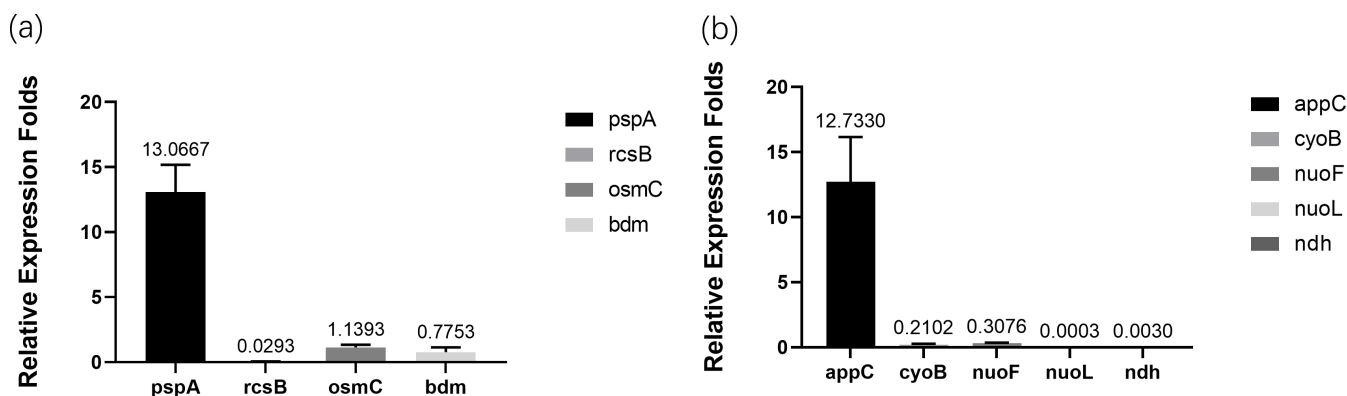 (a)
Relative Expression Folds
20
15
10
5
0
13.0667
0.0293
1.1393
0.7753
pspA
rcsB
osmC
bdm
pspA
rcsB
osmC
bdm
(b)
Relative Expression Folds
20
15
10
5
0
12.7330
0.2102
0.3076
0.0003
0.0030
appC
cyoB
nuoF
nuoL
ndh
appC
cyoB
nuoF
nuoL
ndh